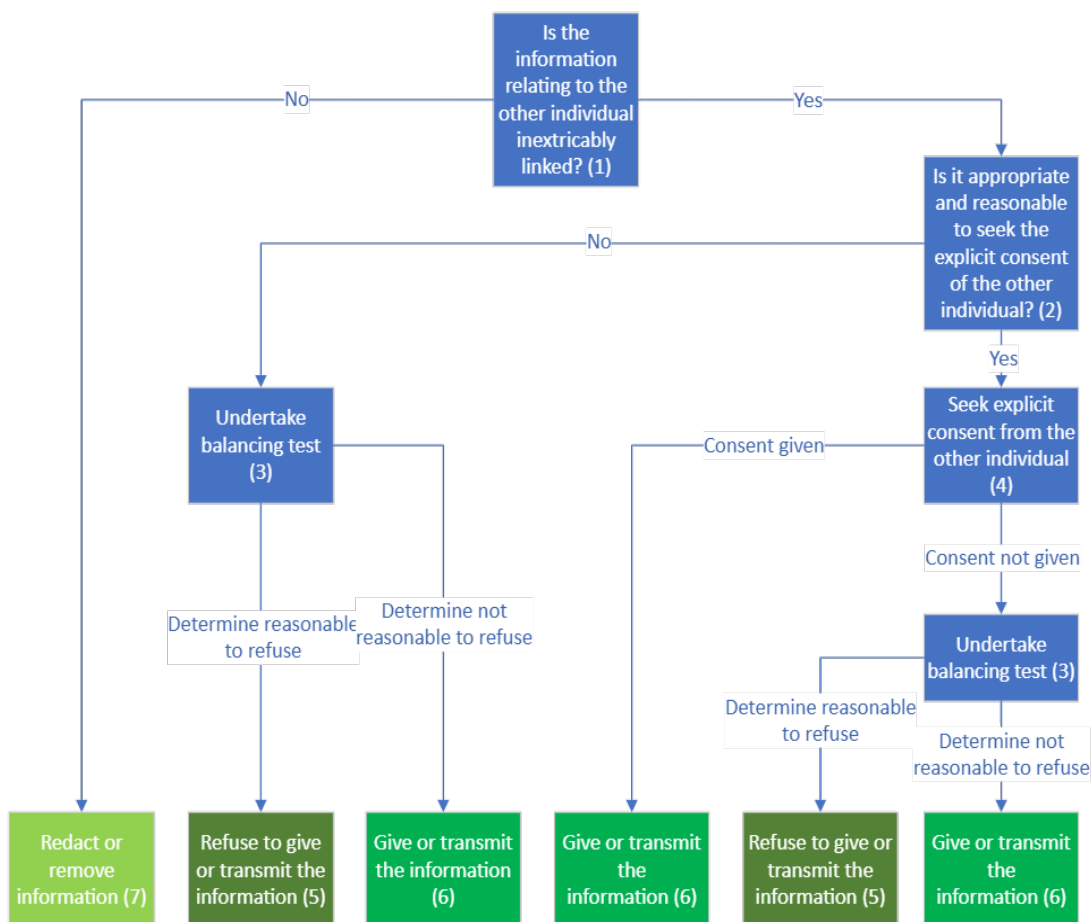 Is the
information
relating to the
other individual
inextricably
linked? (1)
No
Yes
Is it appropriate
and reasonable
to seek the
explicit consent
of the other
individual? (2)
No
Yes
Undertake
balancing test
(3)
Seek explicit
consent from the
other individual
(4)
Consent given
Consent not given
Determine reasonable
to refuse
Determine not
reasonable to refuse
Undertake
balancing test (3)
Determine reasonable
to refuse
Determine not
reasonable to refuse
Redact or
remove
information (7)
Refuse to give
or transmit the
information (5)
Give or transmit
the information
(6)
Give or transmit
the
information (6)
Refuse to give or
transmit the
information (5)
Give or transmit
the
information (6)